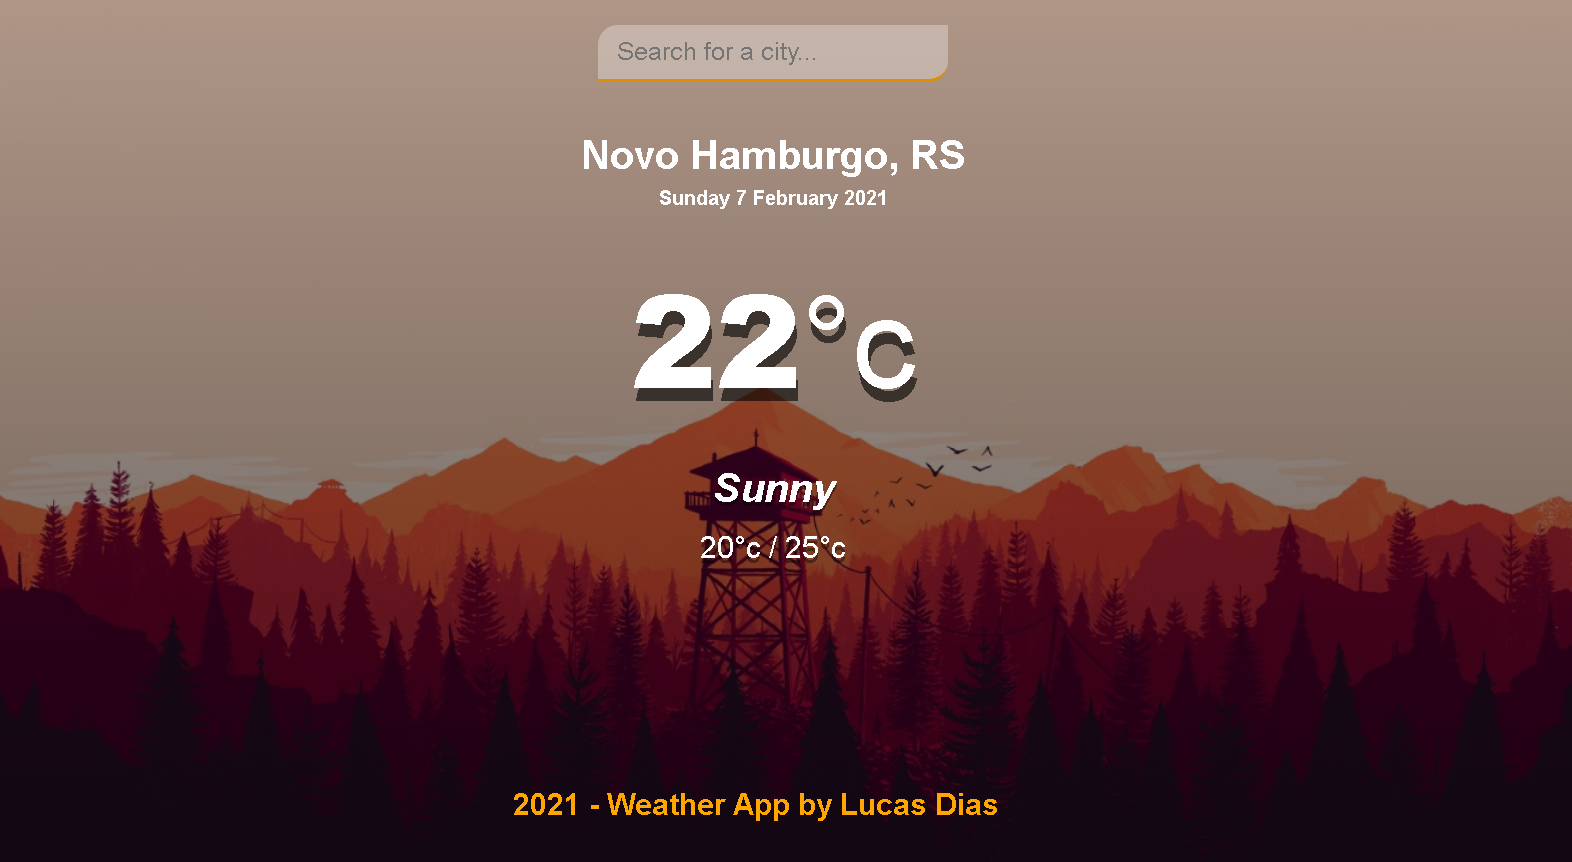 Search for a city...
Novo Hamburgo, RS
Sunday 7 February 2021
22°C
Sunny
20°c / 25°c
2021 - Weather App by Lucas Dias